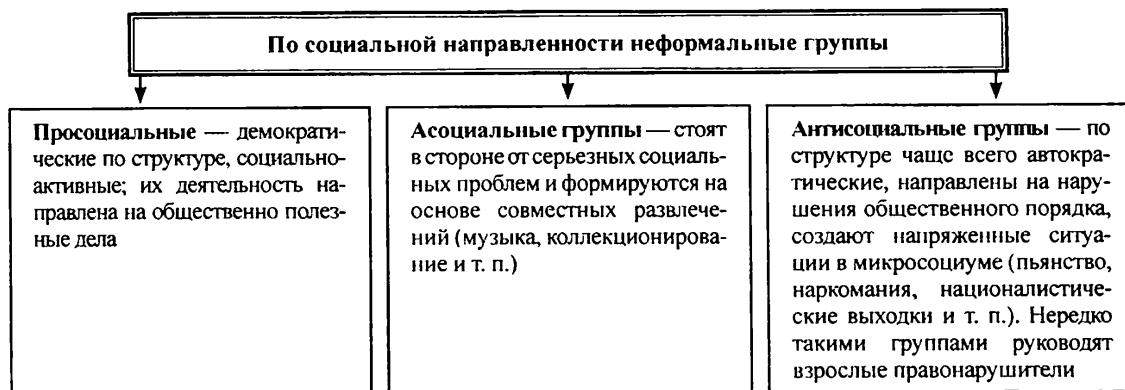 По социальной направленности неформальные группы
Просоциальные — демократи-
ческие по структуре, социально-
активные; их деятельность на-
правлена на общественно полез-
ные дела
Асоциальные группы — стоят
в стороне от серьезных социаль-
ных проблем и формируются на
основе совместных развлече-
ний (музыка, коллекционирова-
ние и т. п.)
Антисоциальные группы — по
структуре чаще всего автокра-
тические, направлены на нару-
шения общественного порядка,
создают напряженные ситуа-
ции в микросоциуме (пьянство,
наркомания, националистиче-
ские выходки и т. п.). Нередко
такими группами руководят
взрослые правонарушители